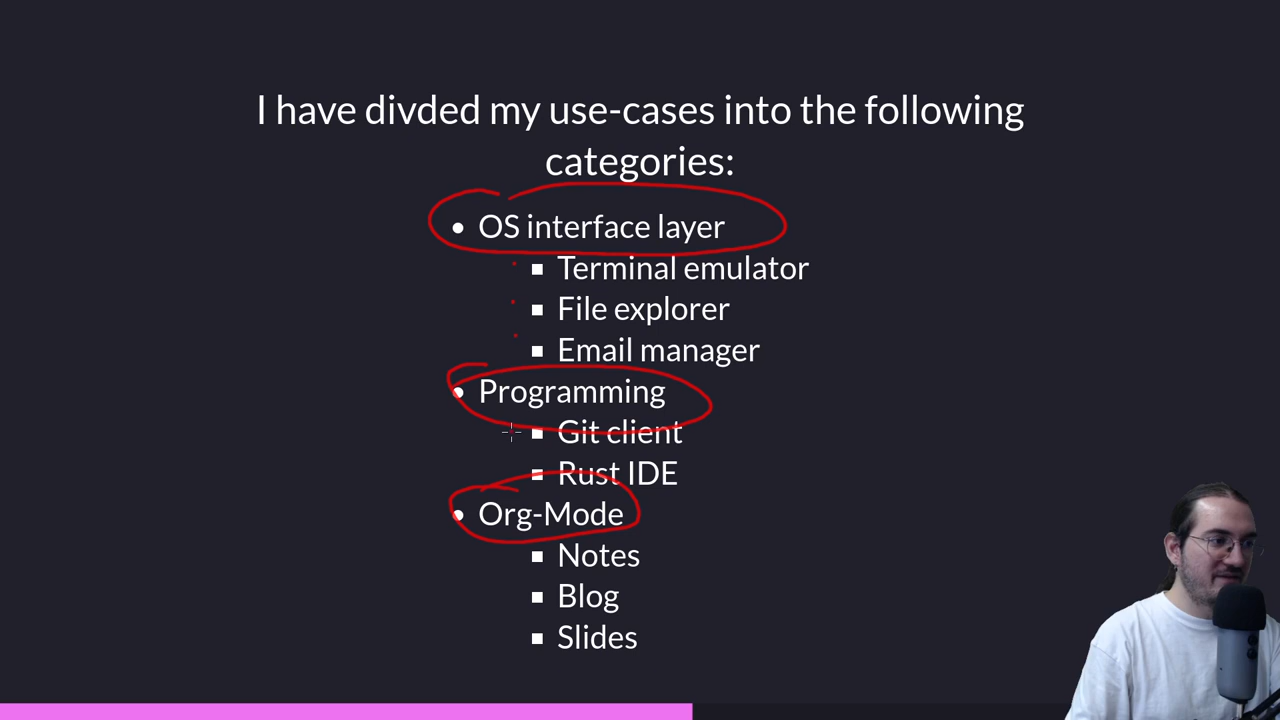 I have divded my use-cases into the following
categories:
• OS interface layer
▪ Terminal emulator
▪ File explorer
▪ Email manager
• Programming
▪ Git client
▪ Rust IDE
• Org-Mode
▪ Notes
▪ Blog
▪ Slides